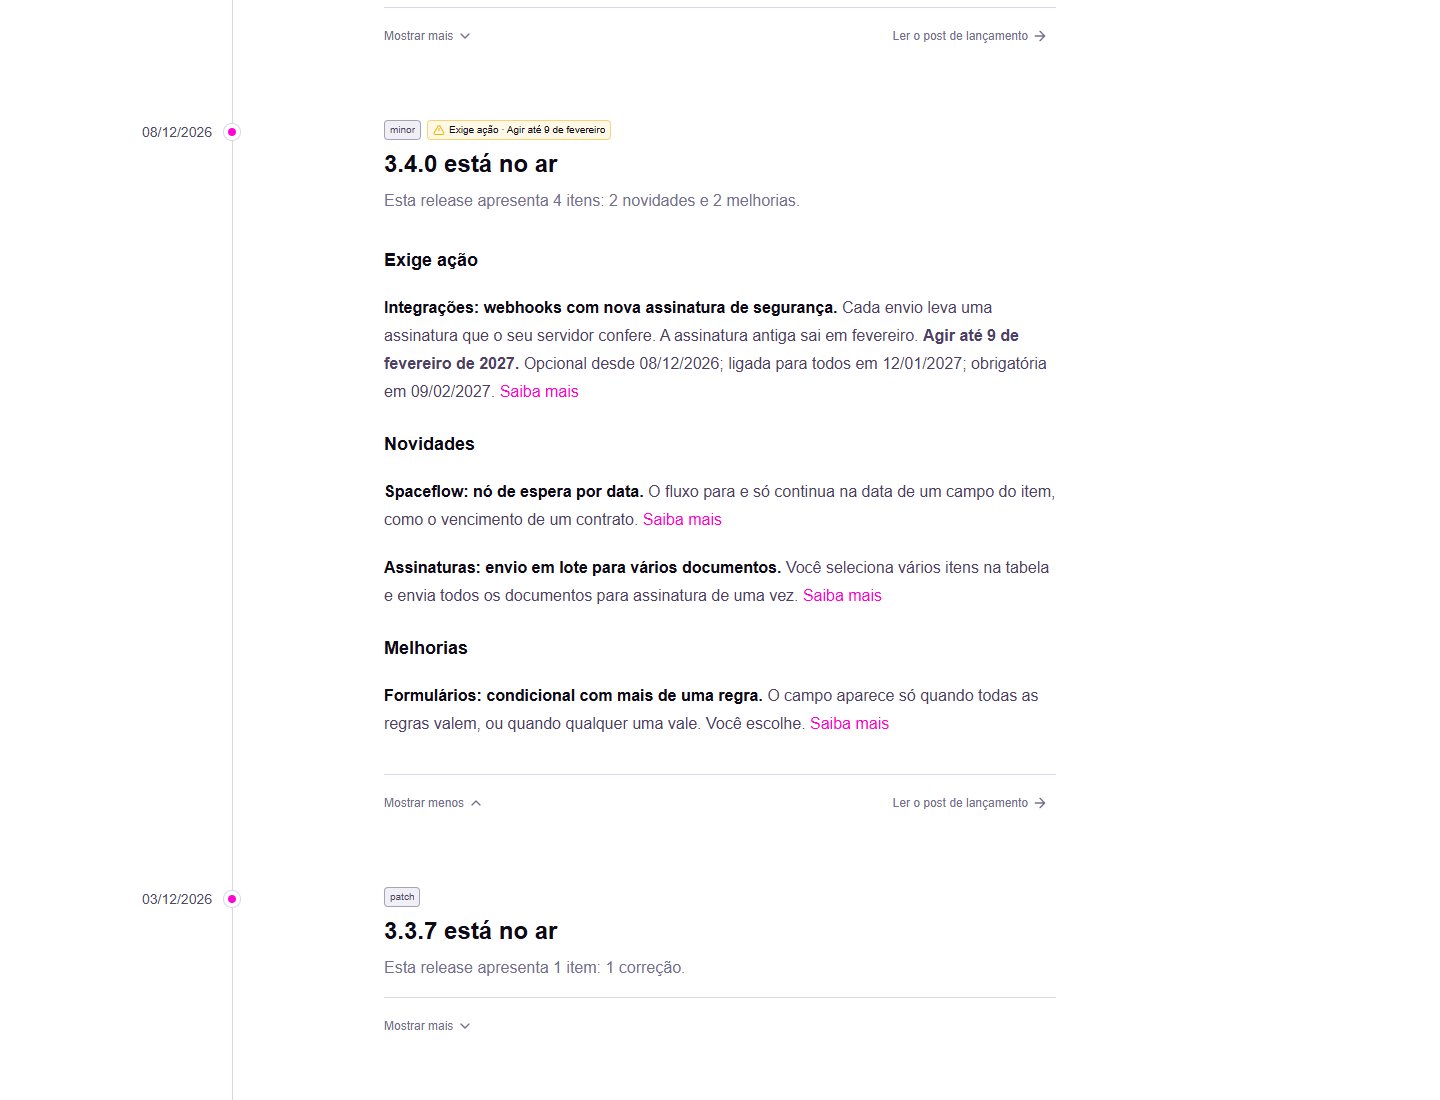 Mostrar mais
Ler o post de lançamento
08/12/2026
minor
Exige ação · Agir até 9 de fevereiro
3.4.0 está no ar
Esta release apresenta 4 itens: 2 novidades e 2 melhorias.
Exige ação
Integrações: webhooks com nova assinatura de segurança. Cada envio leva uma
assinatura que o seu servidor confere. A assinatura antiga sai em fevereiro. Agir até 9 de
fevereiro de 2027. Opcional desde 08/12/2026; ligada para todos em 12/01/2027; obrigatória
em 09/02/2027. Saiba mais
Novidades
Spaceflow: nó de espera por data. O fluxo para e só continua na data de um campo do item,
como o vencimento de um contrato. Saiba mais
Assinaturas: envio em lote para vários documentos. Você seleciona vários itens na tabela
e envia todos os documentos para assinatura de uma vez. Saiba mais
Melhorias
Formulários: condicional com mais de uma regra. O campo aparece só quando todas as
regras valem, ou quando qualquer uma vale. Você escolhe. Saiba mais
Mostrar menos
Ler o post de lançamento
03/12/2026
patch
3.3.7 está no ar
Esta release apresenta 1 item: 1 correção.
Mostrar mais